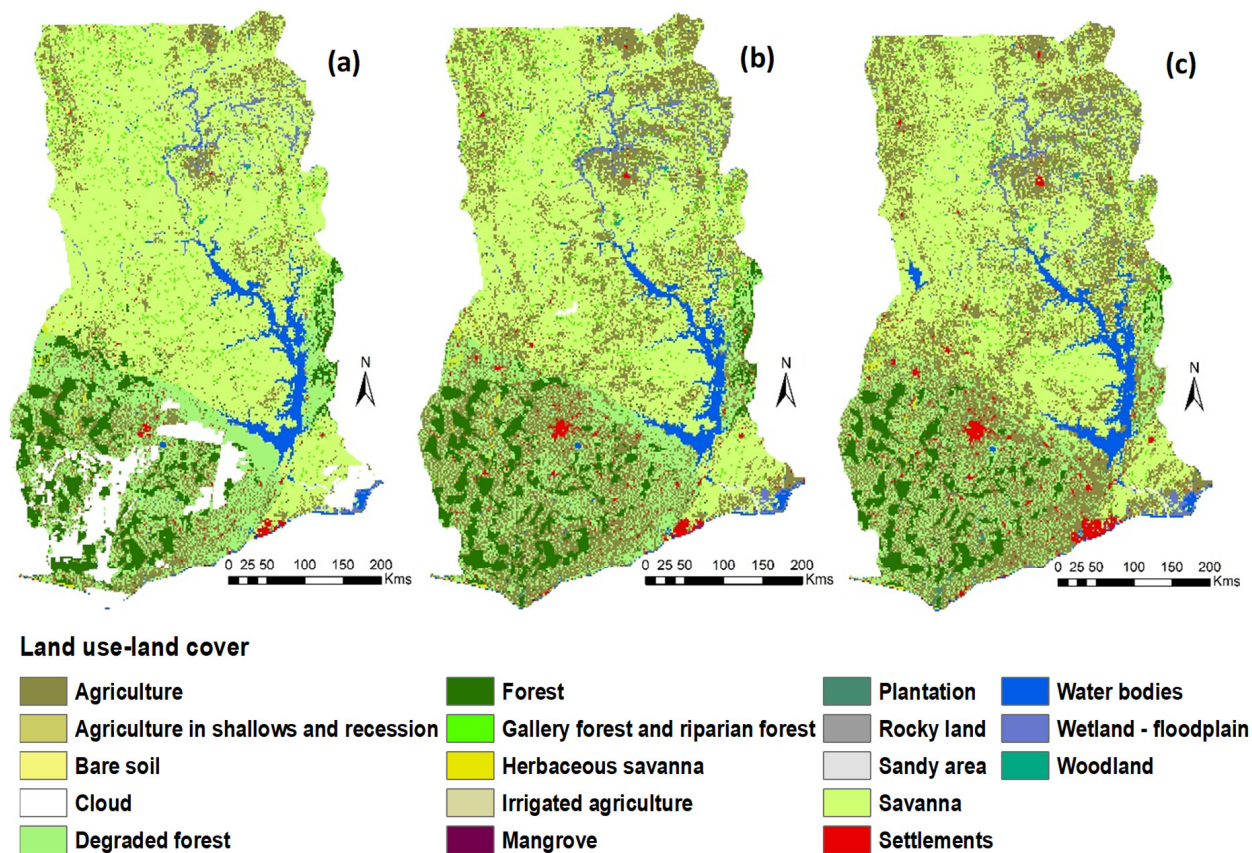 (a)
(b)
(c)
N
N
N
0 25 50 100 150 200
Kms
0 25 50 100 150 200
Kms
0 25 50 100 150 200
Kms
Land use-land cover
Agriculture
Agriculture in shallows and recession
Bare soil
Cloud
Degraded forest
Forest
Gallery forest and riparian forest
Herbaceous savanna
Irrigated agriculture
Mangrove
Plantation
Rocky land
Sandy area
Savanna
Settlements
Water bodies
Wetland - floodplain
Woodland